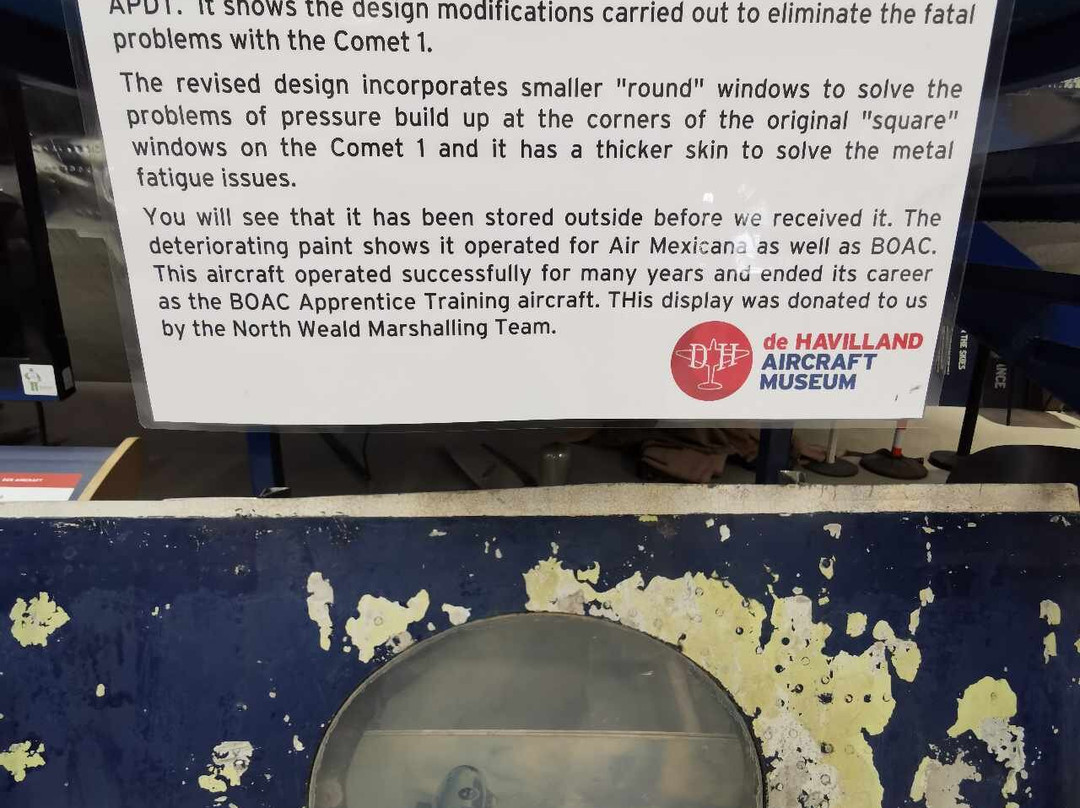 APDT. It shows the design modifications carried out to eliminate the fatal
problems with the Comet 1.
The revised design incorporates smaller "round" windows to solve the
problems of pressure build up at the corners of the original "square"
windows on the Comet 1 and it has a thicker skin to solve the metal
fatigue issues.
You will see that it has been stored outside before we received it. The
deteriorating paint shows it operated for Air Mexicana as well as BOAC.
This aircraft operated successfully for many years and ended its career
as the BOAC Apprentice Training aircraft. THis display was donated to us
by the North Weald Marshalling Team.
DH
de HAVILLAND
AIRCRAFT
MUSEUM
THE SKIES